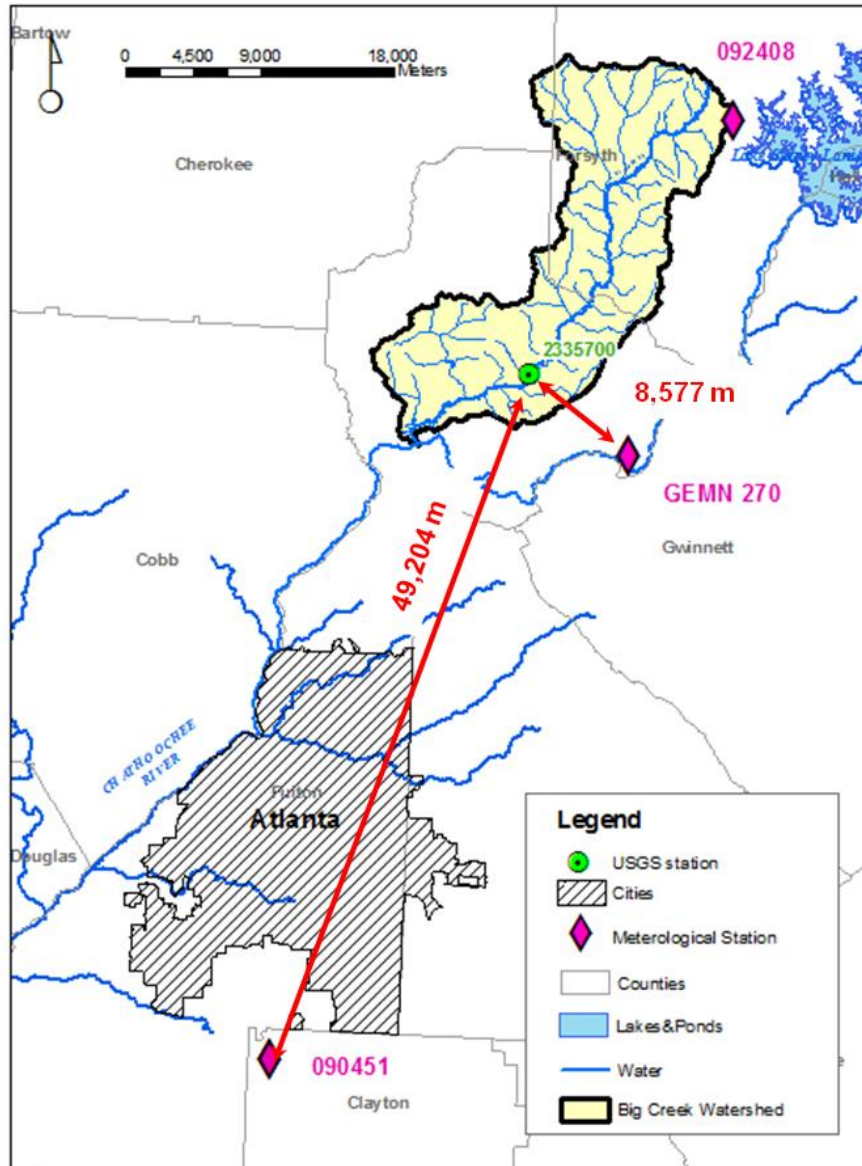 Bartow
0 4,500 9,000 18,000
Meters
092408
Cherokee
Forsyth
2335700
8,577 m
GEMN 270
Gwinnett
Cobb
49,204 m
CHATHOOCHEE
RIVER
Fulton
Atlanta
Douglas
Legend
USGS station
Cities
Meterological Station
Counties
Lakes&Ponds
Water
Big Creek Watershed
090451
Clayton